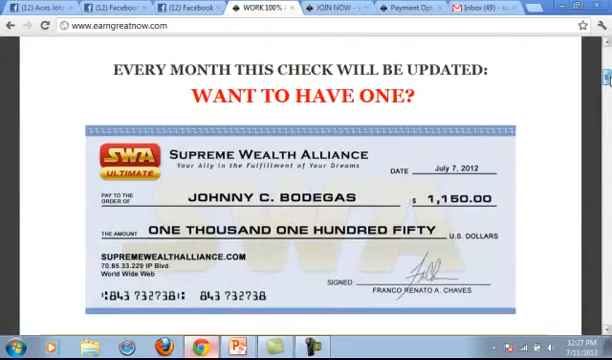 (12) Aces Joh
(12) Faceboo
(12) Facebook
WORK 100% A
JOIN NOW -
Payment Opt
Inbox (49) - s
www.earngreatnow.com
EVERY MONTH THIS CHECK WILL BE UPDATED:
WANT TO HAVE ONE?
SWA
ULTIMATE
SUPREME WEALTH ALLIANCE
Your Ally in the Fulfillment of Your Dreams
DATE July 7, 2012
PAY TO THE
ORDER OF JOHNNY C. BODEGAS $ 1,150.00
THE AMOUNT ONE THOUSAND ONE HUNDRED FIFTY U.S. DOLLARS
SUPREMEWEALTHALLIANCE.COM
70.85.33.229 IP Blvd.
World Wide Web
SIGNED:
FRANCO RENATO A. CHAVES
843 732738 843 732738
12:27 PM
7/11/2012